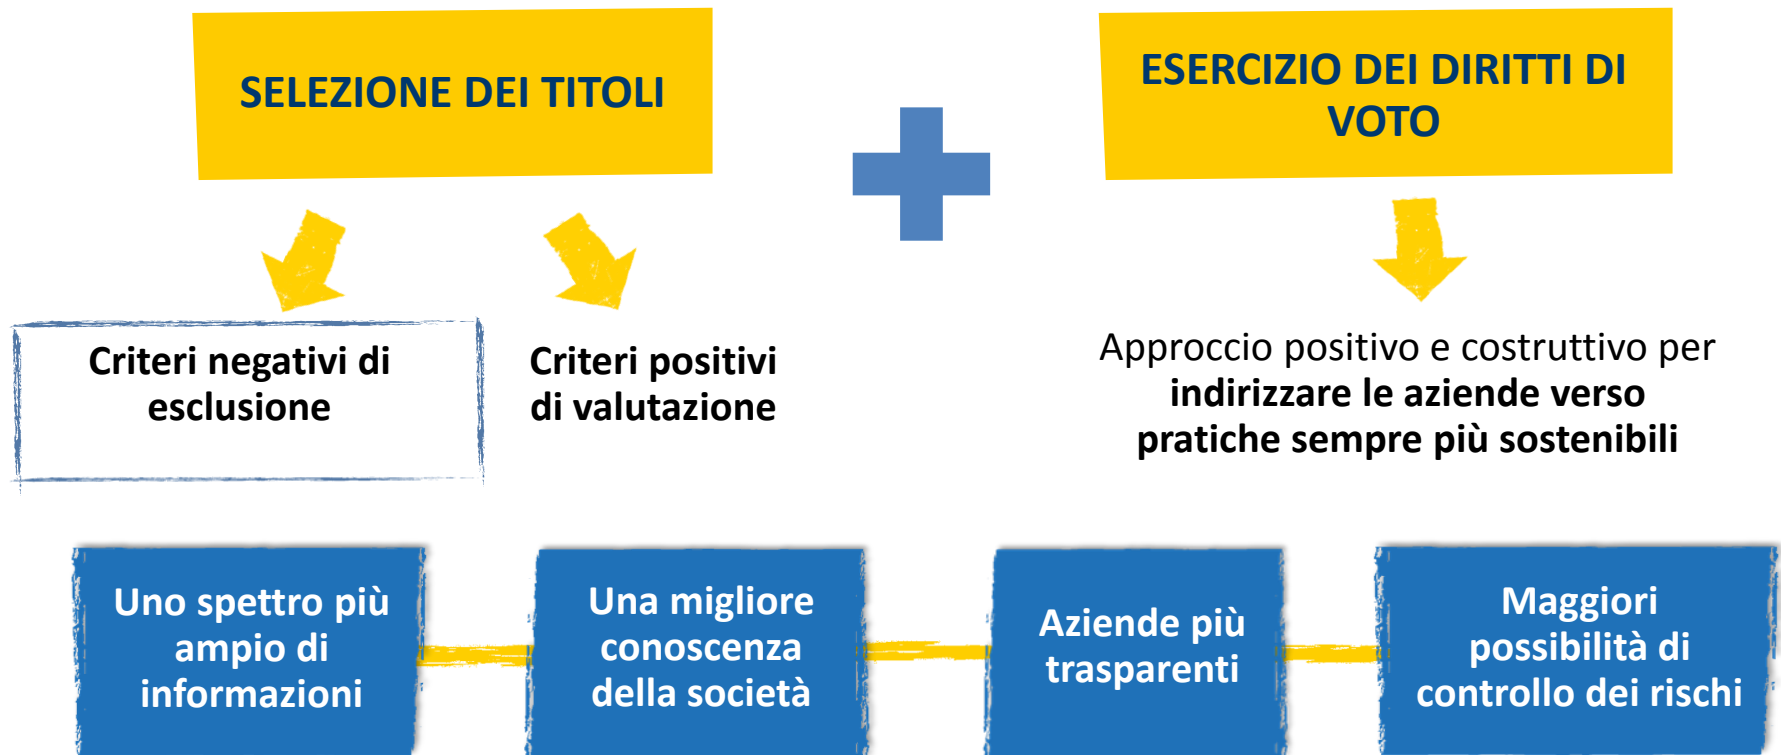 SELEZIONE DEI TITOLI
ESERCIZIO DEI DIRITTI DI
VOTO
Criteri negativi di
esclusione
Criteri positivi
di valutazione
Approccio positivo e costruttivo per
indirizzare le aziende verso
pratiche sempre più sostenibili
Uno spettro più
ampio di
informazioni
Una migliore
conoscenza
della società
Aziende più
trasparenti
Maggiori
possibilità di
controllo dei rischi